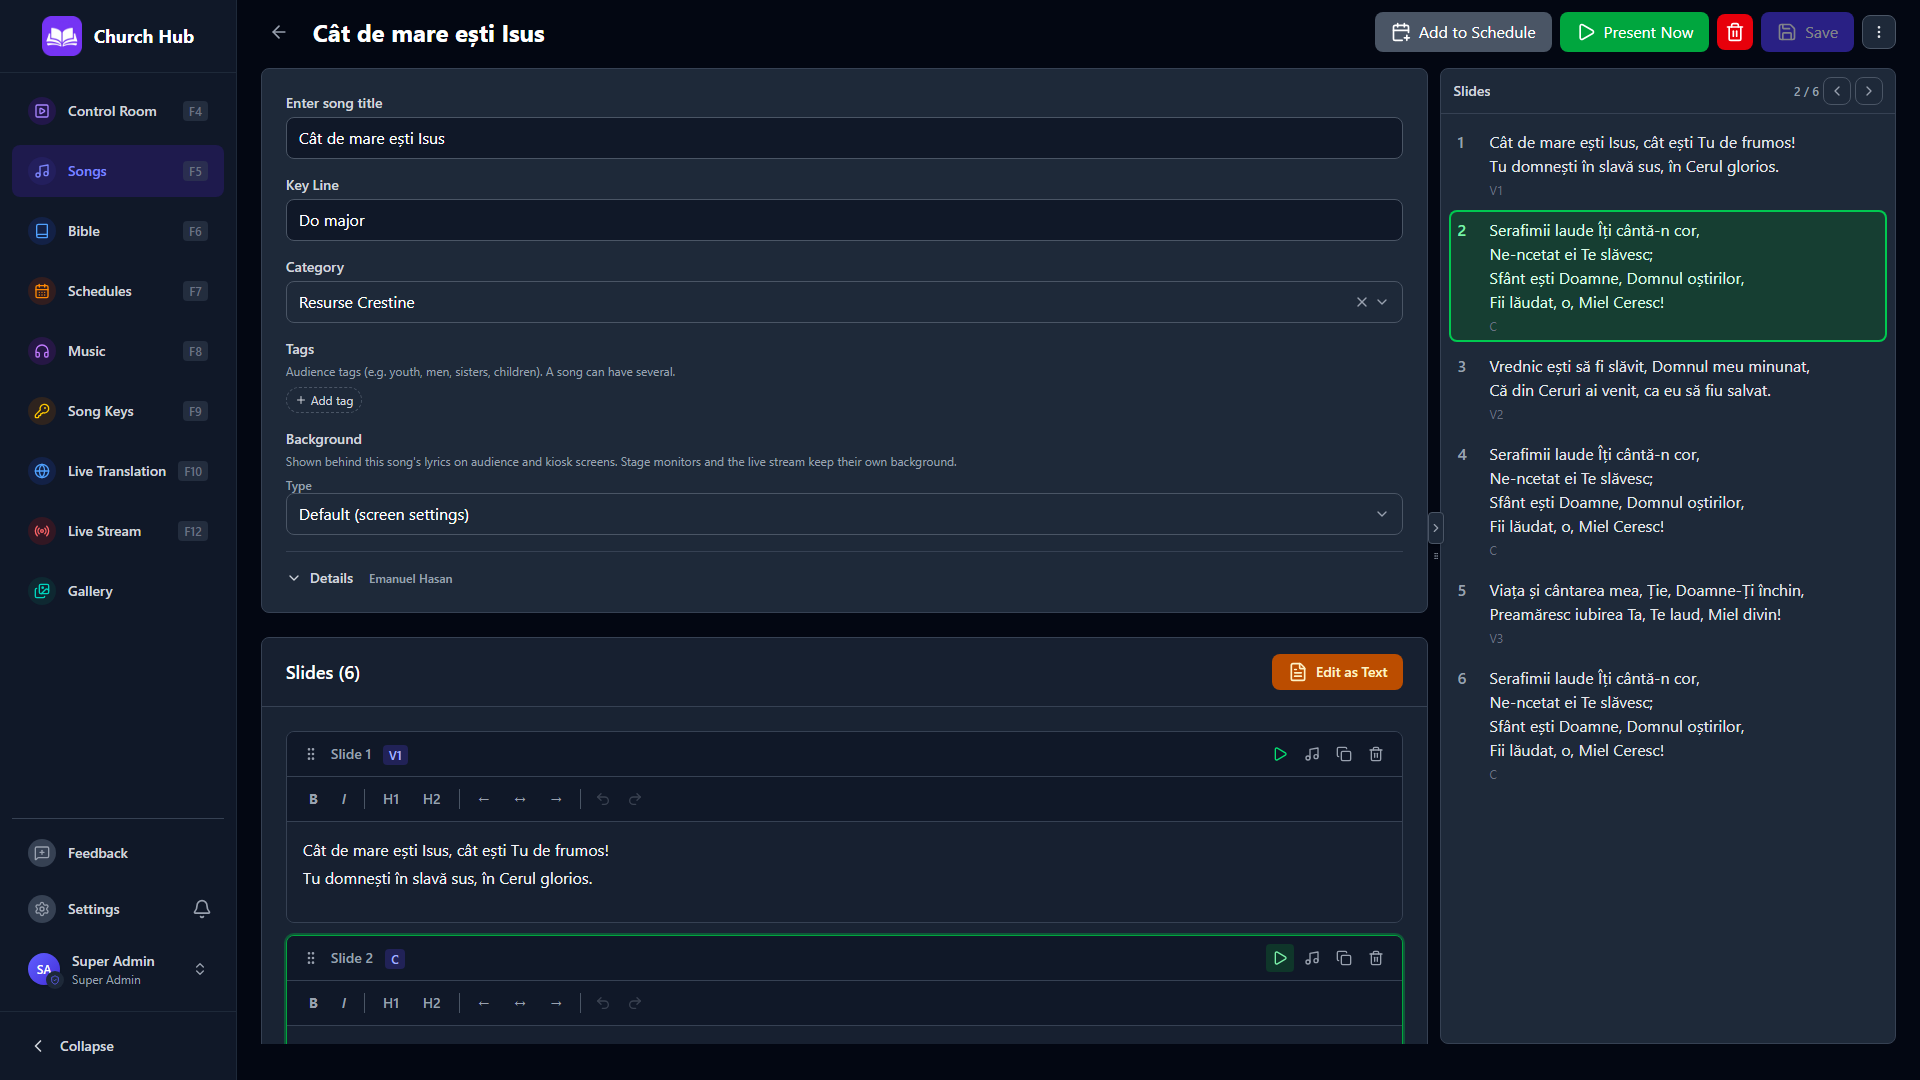 Church Hub
Cât de mare ești Isus
Add to Schedule
Present Now
Save
Control Room F4
Songs F5
Bible F6
Schedules F7
Music F8
Song Keys F9
Live Translation F10
Live Stream F12
Gallery
Feedback
Settings
SA
Super Admin
Super Admin
Collapse
Enter song title
Cât de mare ești Isus
Key Line
Do major
Category
Resurse Crestine
Tags
Audience tags (e.g. youth, men, sisters, children). A song can have several.
+ Add tag
Background
Shown behind this song's lyrics on audience and kiosk screens. Stage monitors and the live stream keep their own background.
Type
Default (screen settings)
Details Emanuel Hasan
Slides (6)
Edit as Text
Slide 1 V1
B I H1 H2 ← ↔ →
Cât de mare ești Isus, cât ești Tu de frumos!
Tu domnești în slavă sus, în Cerul glorios.
Slide 2 C
B I H1 H2 ← ↔ →
Slides 2 / 6
1 Cât de mare ești Isus, cât ești Tu de frumos!
Tu domnești în slavă sus, în Cerul glorios.
V1
2 Serafimii laude Îți cântă-n cor,
Ne-ncetat ei Te slăvesc;
Sfânt ești Doamne, Domnul oștirilor,
Fii lăudat, o, Miel Ceresc!
C
3 Vrednic ești să fi slăvit, Domnul meu minunat,
Că din Ceruri ai venit, ca eu să fiu salvat.
V2
4 Serafimii laude Îți cântă-n cor,
Ne-ncetat ei Te slăvesc;
Sfânt ești Doamne, Domnul oștirilor,
Fii lăudat, o, Miel Ceresc!
C
5 Viața și cântarea mea, Ție, Doamne-Ți închin,
Preamăresc iubirea Ta, Te laud, Miel divin!
V3
6 Serafimii laude Îți cântă-n cor,
Ne-ncetat ei Te slăvesc;
Sfânt ești Doamne, Domnul oștirilor,
Fii lăudat, o, Miel Ceresc!
C